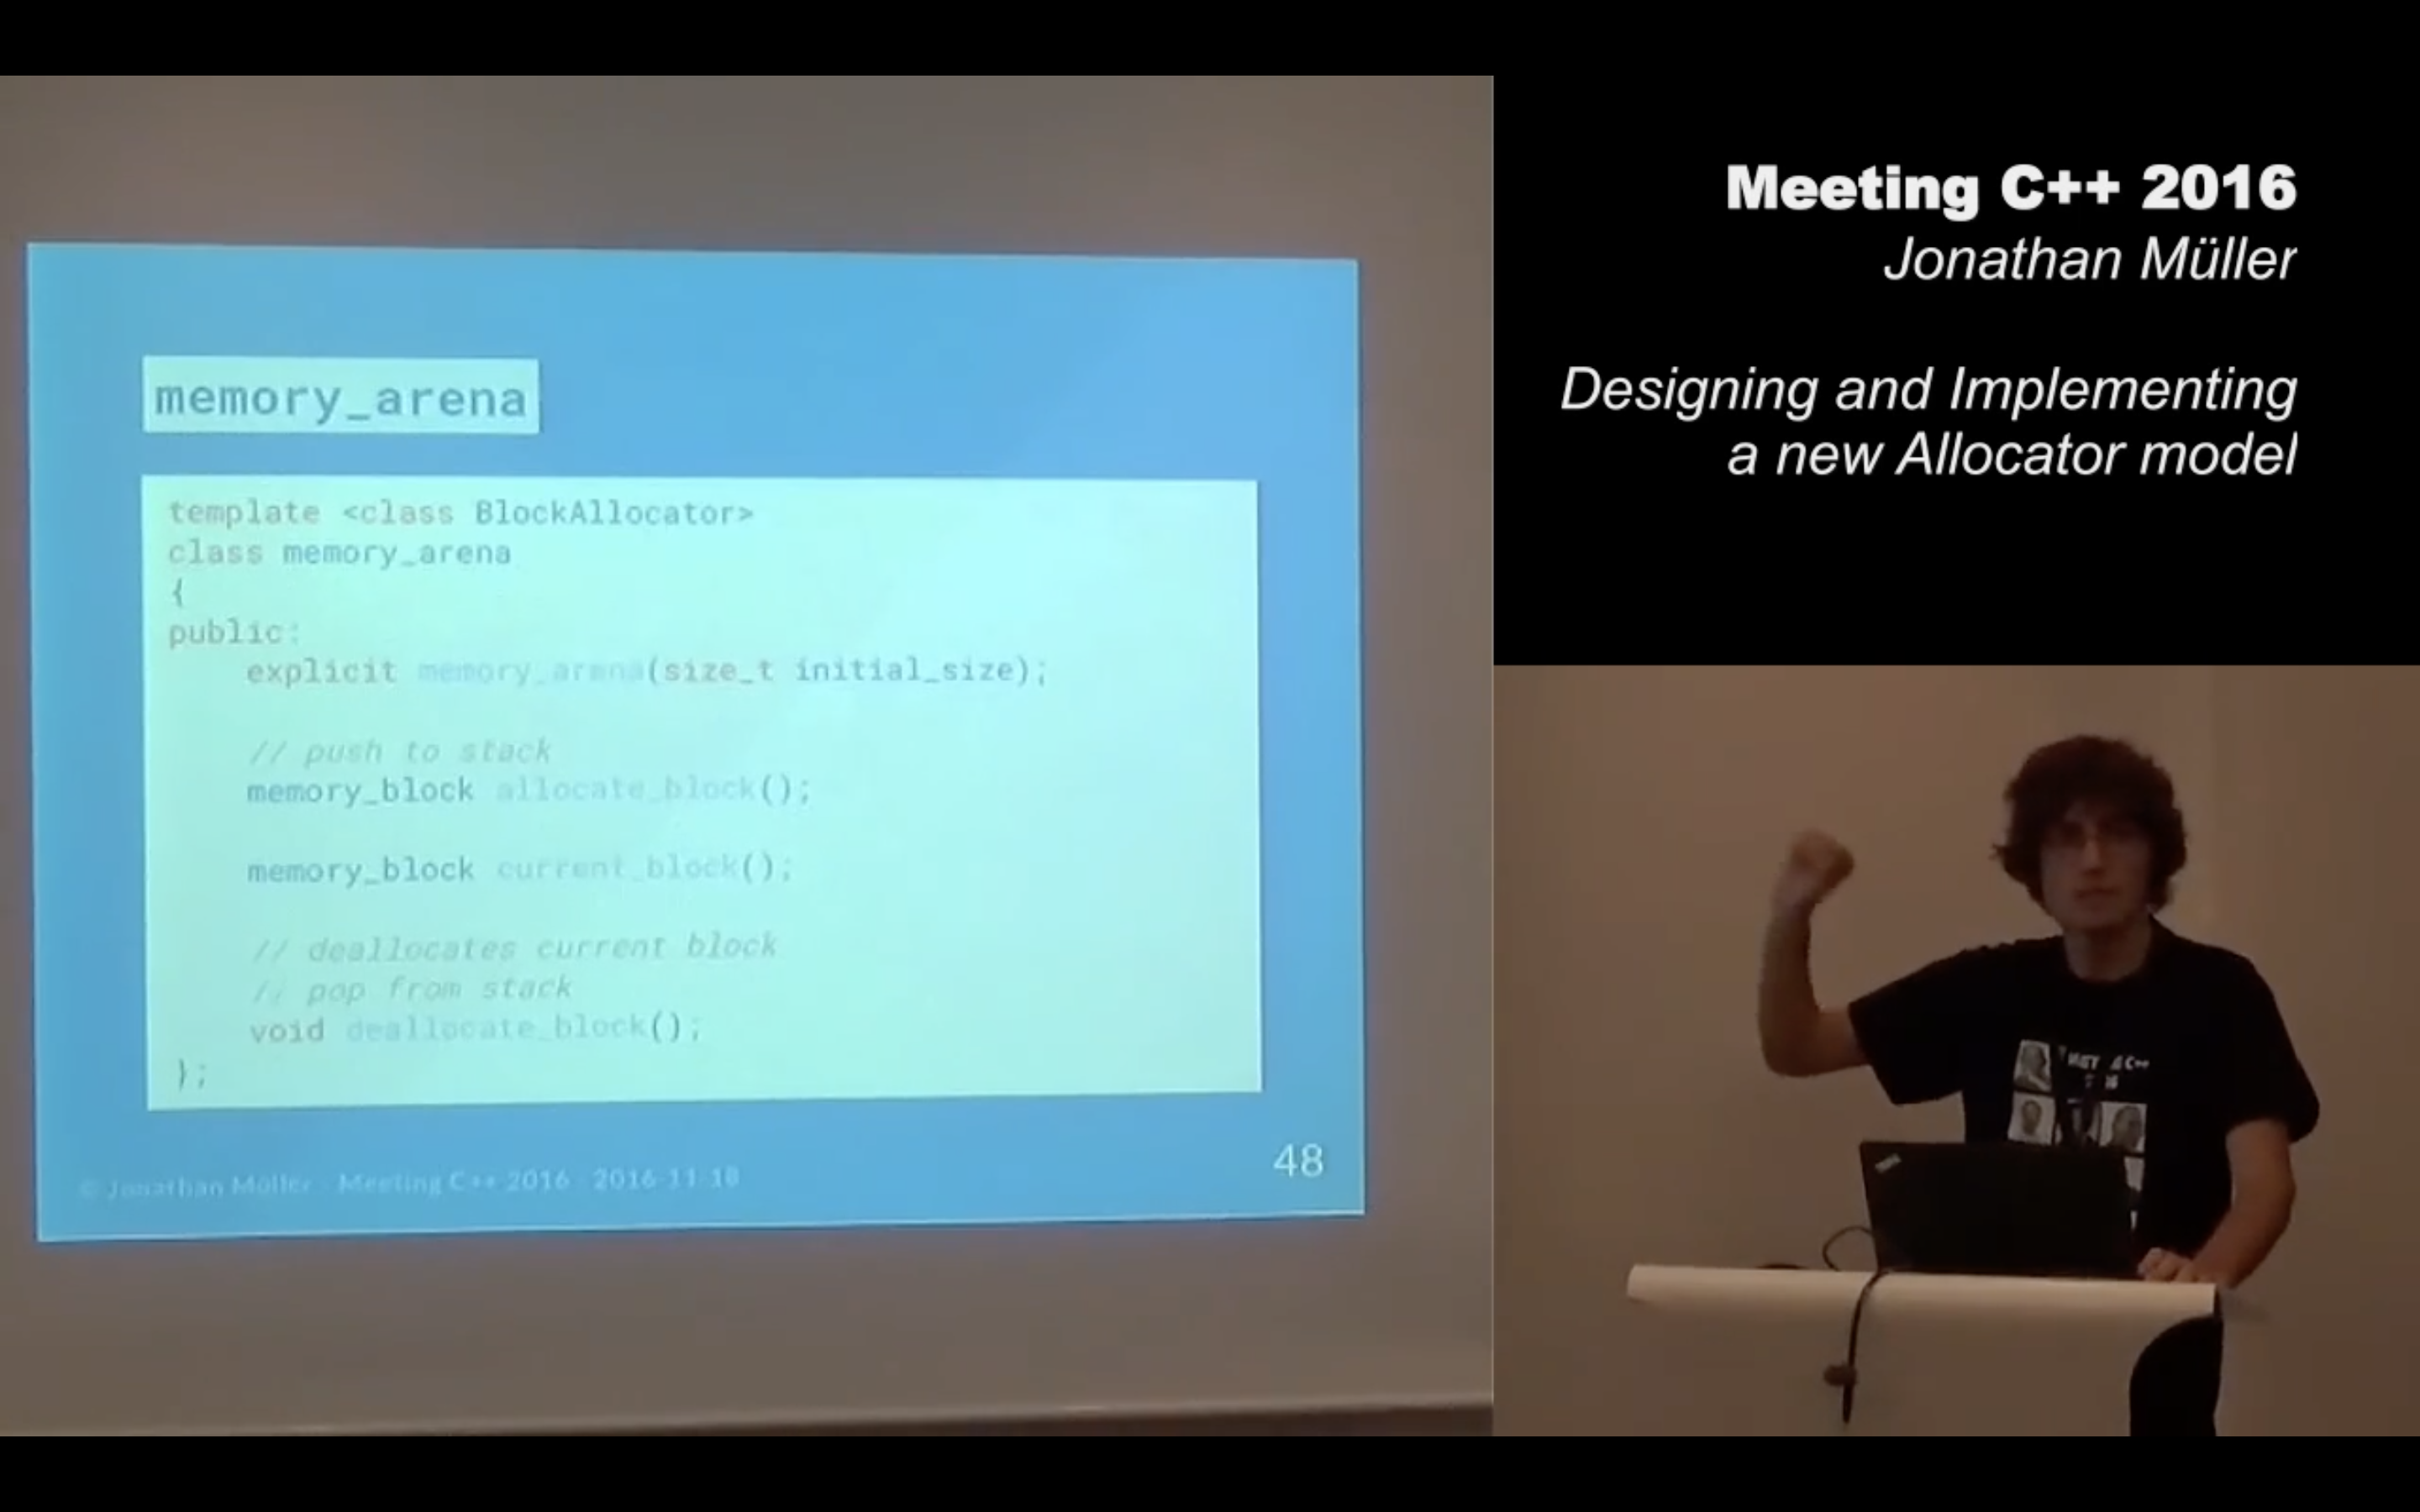 memory_arena
template <class BlockAllocator>
class memory_arena
{
public:
explicit memory_arena(size_t initial_size);
// push to stack
memory_block allocate_block();
memory_block current_block();
// deallocates current block
// pop from stack
void deallocate_block();
};
© Jonathan Müller - Meeting C++ 2016 - 2016-11-18
48
Meeting C++ 2016
Jonathan Müller
Designing and Implementing
a new Allocator model